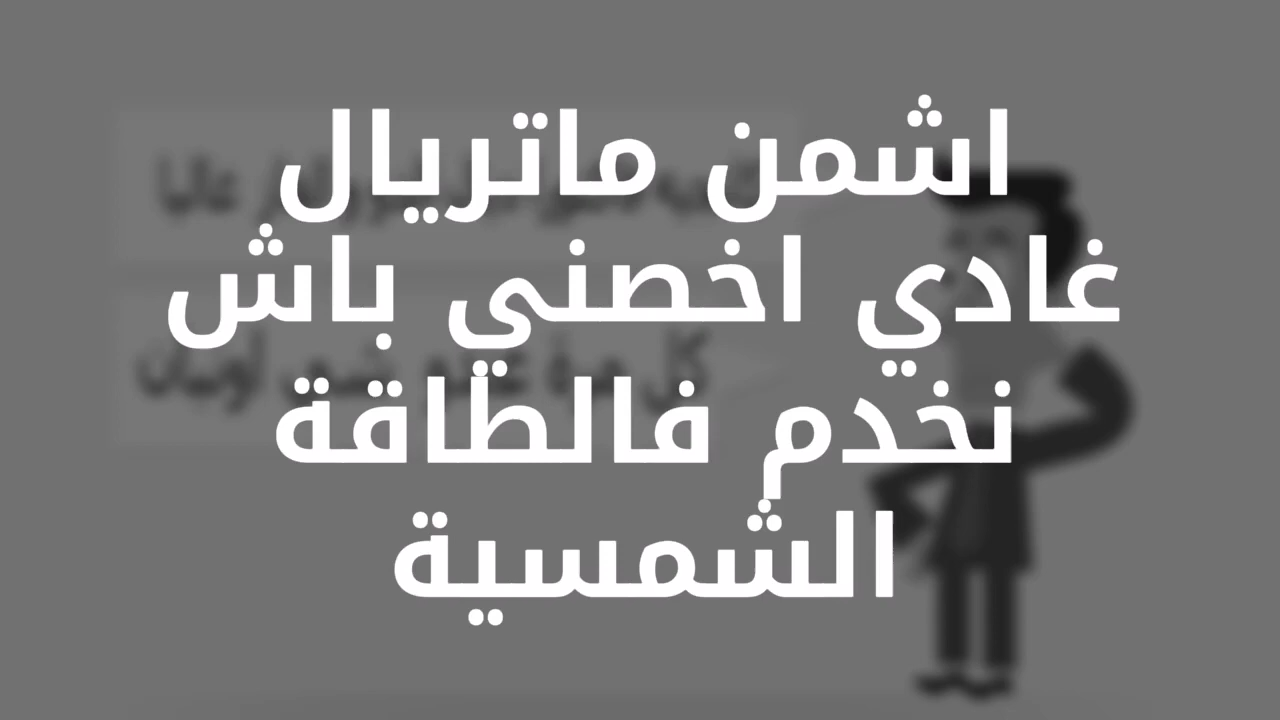 اشمن ماتريال
غادي اخصني باش
نخدم فالطاقة
الشمسية